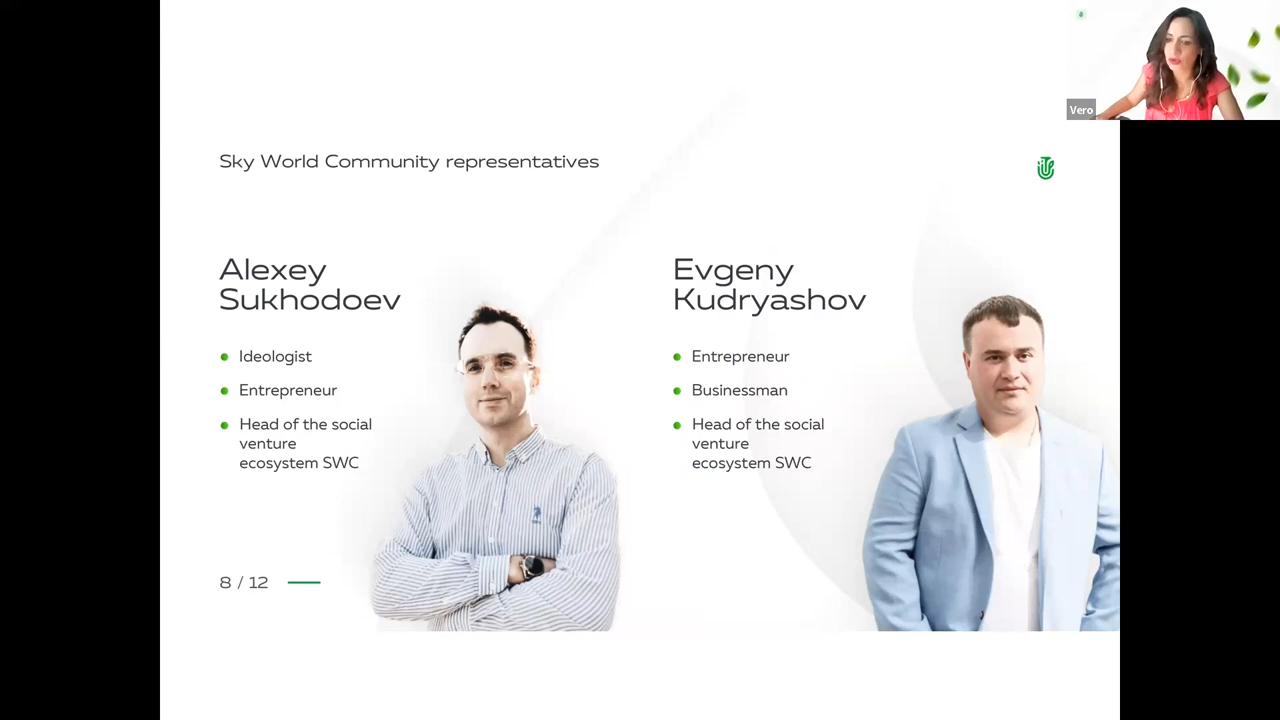 Vero
Sky World Community representatives
Alexey
Sukhodoev
Ideologist
Entrepreneur
Head of the social
venture
ecosystem SWC
Evgeny
Kudryashov
Entrepreneur
Businessman
Head of the social
venture
ecosystem SWC
8 / 12